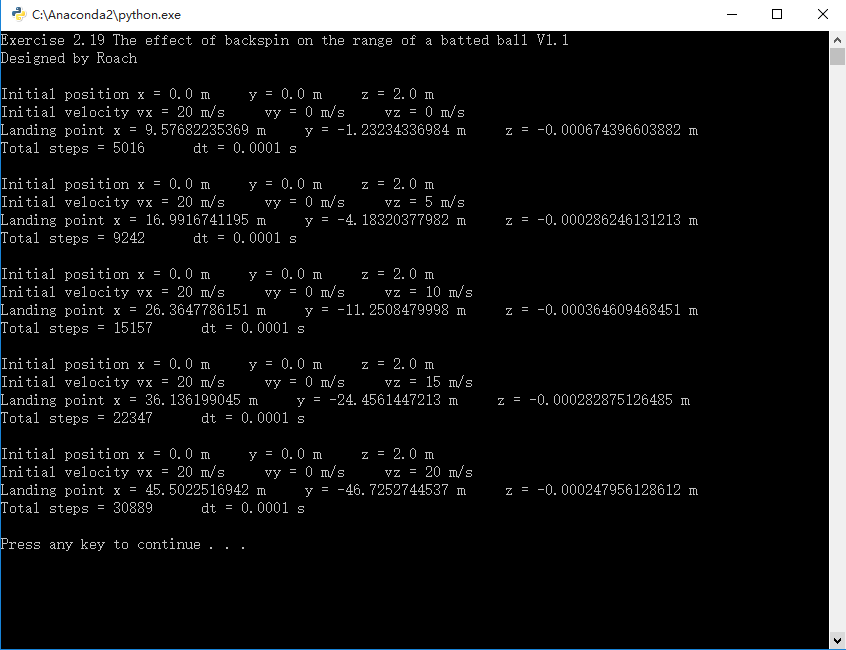 C:\Anaconda2\python.exe
Exercise 2.19 The effect of backspin on the range of a batted ball V1.1
Designed by Roach
Initial position x = 0.0 m     y = 0.0 m     z = 2.0 m
Initial velocity vx = 20 m/s     vy = 0 m/s     vz = 0 m/s
Landing point x = 9.57682235369 m     y = -1.23234336984 m     z = -0.000674396603882 m
Total steps = 5016      dt = 0.0001 s
Initial position x = 0.0 m     y = 0.0 m     z = 2.0 m
Initial velocity vx = 20 m/s     vy = 0 m/s     vz = 5 m/s
Landing point x = 16.9916741195 m     y = -4.18320377982 m     z = -0.000286246131213 m
Total steps = 9242      dt = 0.0001 s
Initial position x = 0.0 m     y = 0.0 m     z = 2.0 m
Initial velocity vx = 20 m/s     vy = 0 m/s     vz = 10 m/s
Landing point x = 26.3647786151 m     y = -11.2508479998 m     z = -0.000364609468451 m
Total steps = 15157      dt = 0.0001 s
Initial position x = 0.0 m     y = 0.0 m     z = 2.0 m
Initial velocity vx = 20 m/s     vy = 0 m/s     vz = 15 m/s
Landing point x = 36.136199045 m     y = -24.4561447213 m     z = -0.000282875126485 m
Total steps = 22347      dt = 0.0001 s
Initial position x = 0.0 m     y = 0.0 m     z = 2.0 m
Initial velocity vx = 20 m/s     vy = 0 m/s     vz = 20 m/s
Landing point x = 45.5022516942 m     y = -46.7252744537 m     z = -0.000247956128612 m
Total steps = 30889      dt = 0.0001 s
Press any key to continue . . .